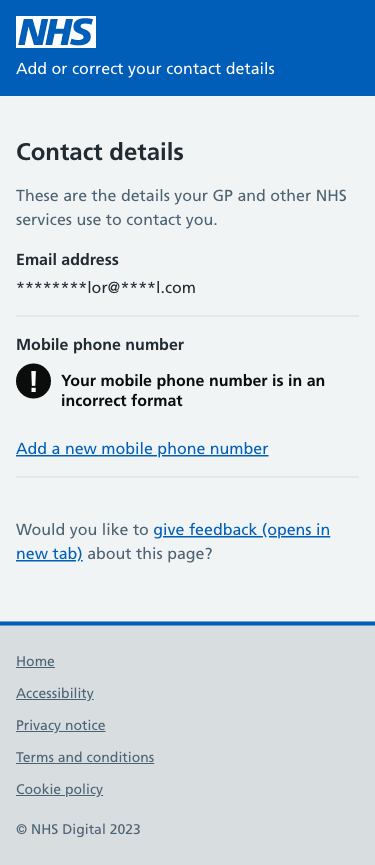 NHS
Add or correct your contact details
Contact details
These are the details your GP and other NHS
services use to contact you.
Email address
********lor@****l.com
Mobile phone number
! Your mobile phone number is in an
incorrect format
Add a new mobile phone number
Would you like to give feedback (opens in
new tab) about this page?
Home
Accessibility
Privacy notice
Terms and conditions
Cookie policy
© NHS Digital 2023